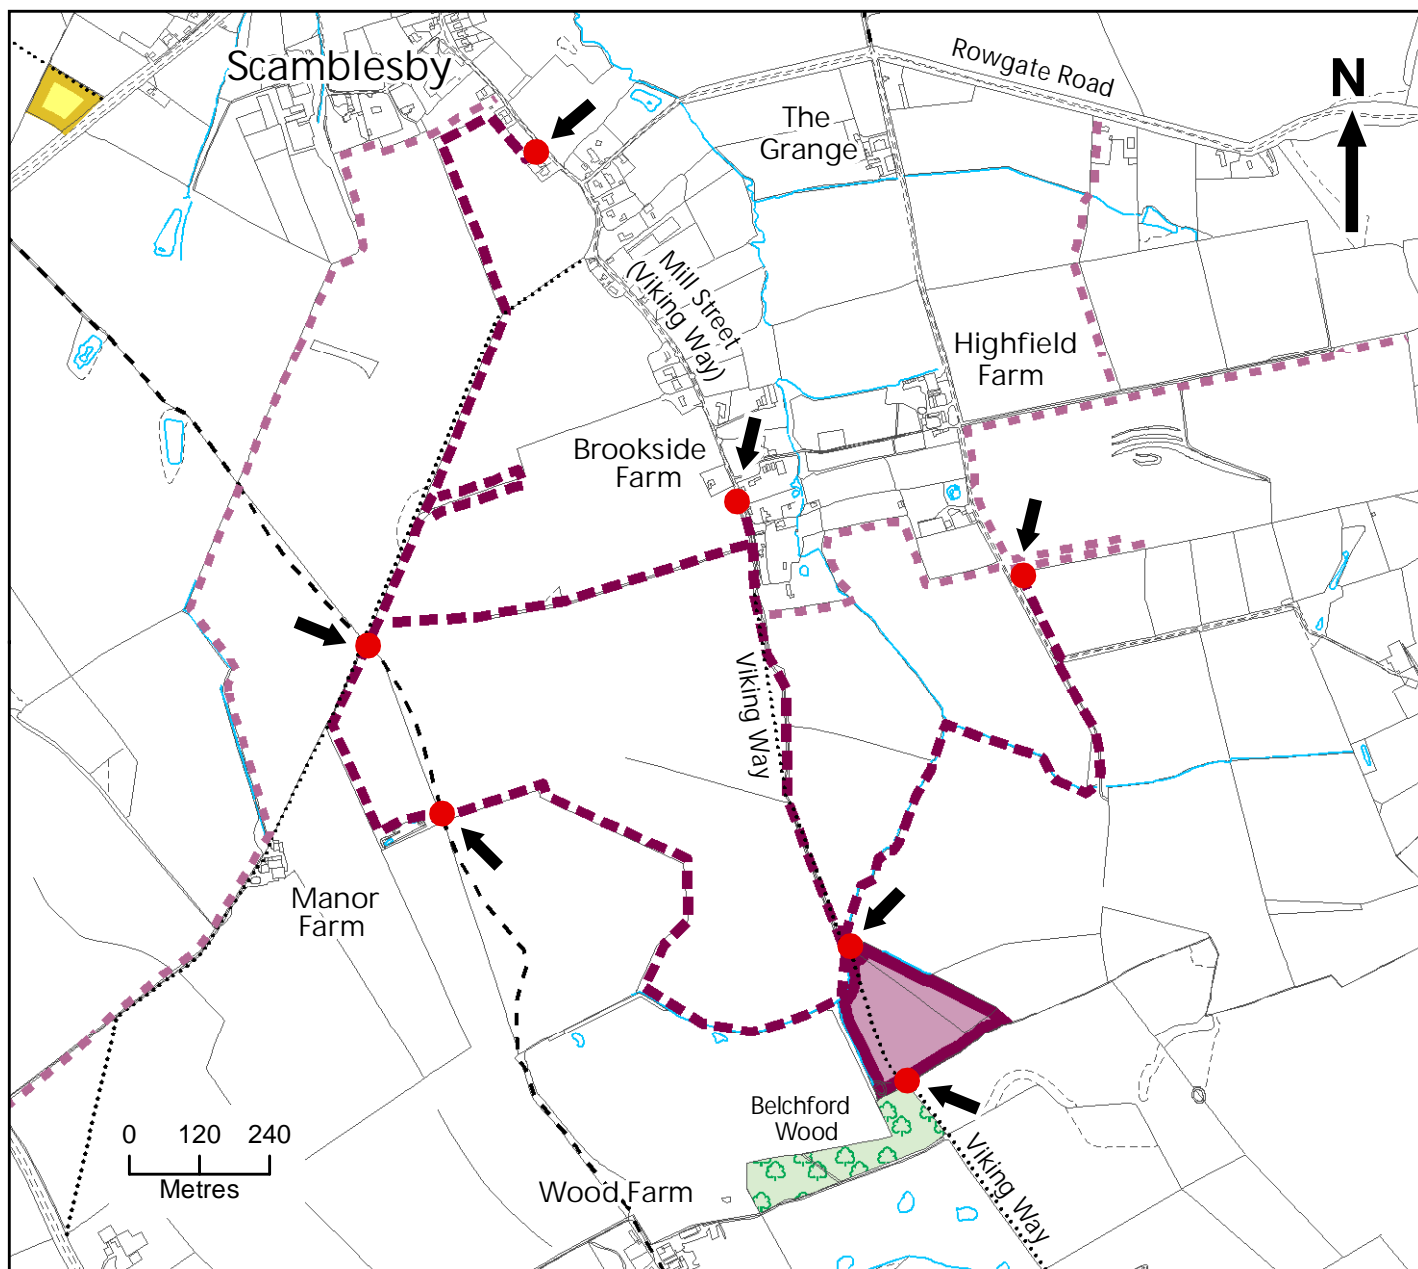 Scamblesby
Rowgate Road
N
The
Grange
Mill Street
(Viking Way)
Highfield
Farm
Brookside
Farm
Viking Way
Manor
Farm
Belchford
Wood
0 120 240
Metres
Wood Farm
Viking Way